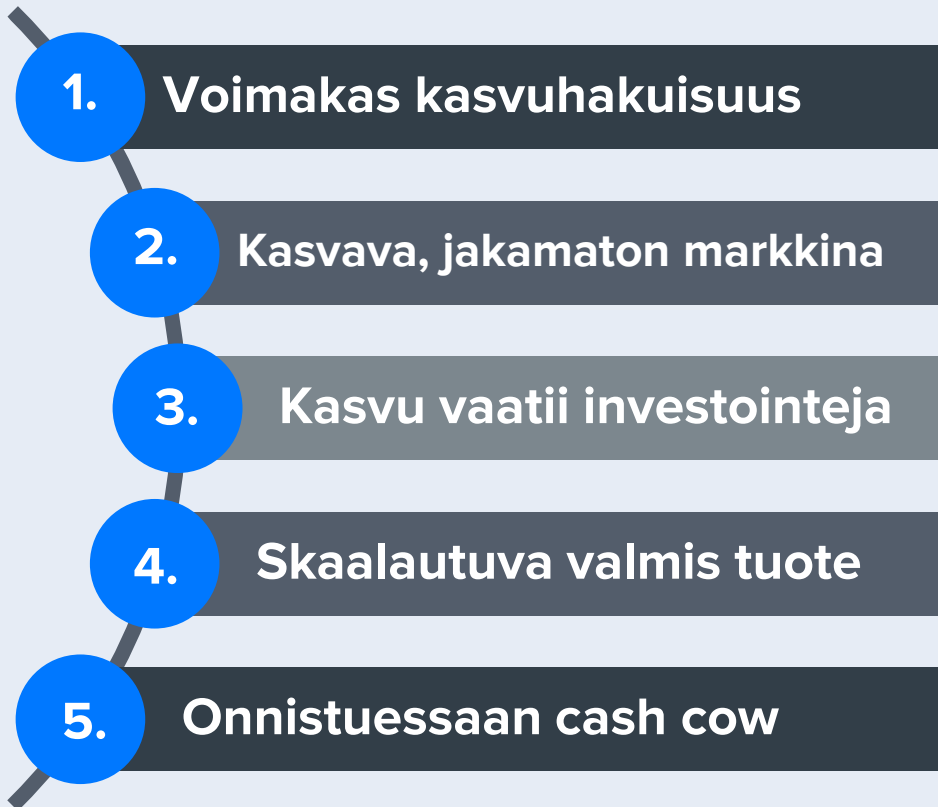 1. Voimakas kasvuhakuisuus
2. Kasvava, jakamaton markkina
3. Kasvu vaatii investointeja
4. Skaalautuva valmis tuote
5. Onnistuessaan cash cow